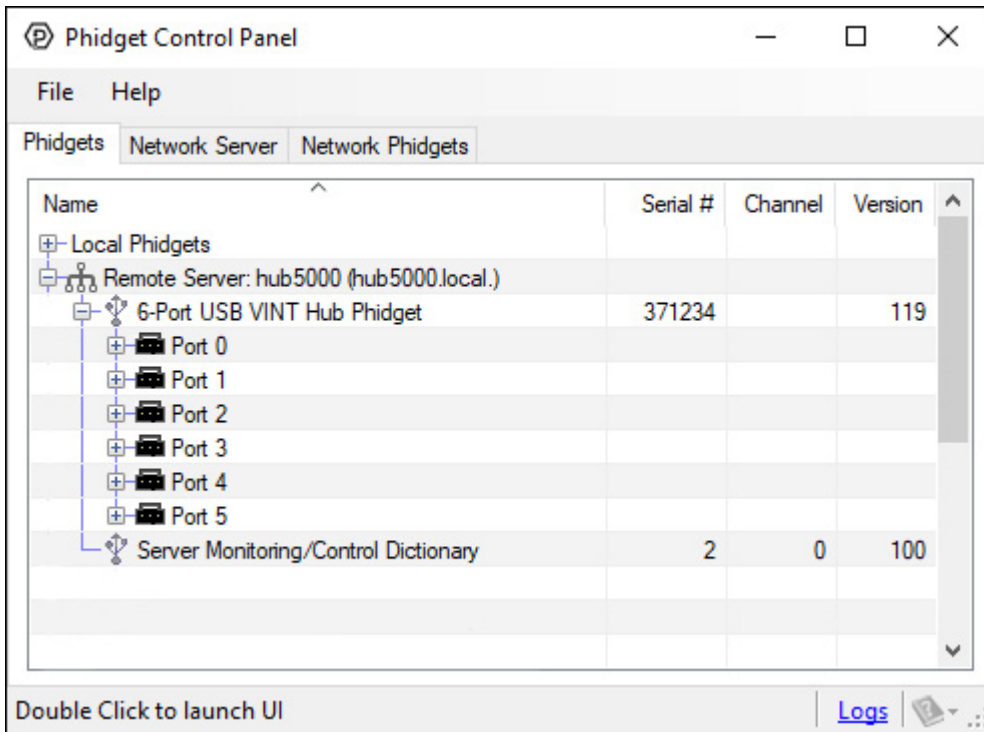 Phidget Control Panel
File Help
Phidgets Network Server Network Phidgets
Name Serial # Channel Version
Local Phidgets
Remote Server: hub5000 (hub5000.local.)
6-Port USB VINT Hub Phidget 371234 119
Port 0
Port 1
Port 2
Port 3
Port 4
Port 5
Server Monitoring/Control Dictionary 2 0 100
Double Click to launch UI Logs